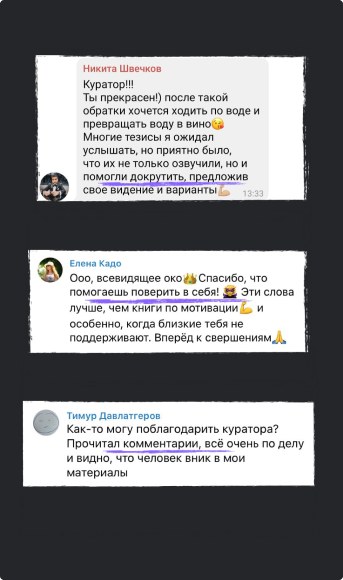 Никита Швечков
Куратор!!!
Ты прекрасен!) после такой
обратки хочется ходить по воде и
превращать воду в вино😘
Многие тезисы я ожидал
услышать, но приятно было,
что их не только озвучили, но и
помогли докрутить, предложив
свое видение и варианты💪🏻 13:33
Елена Кадо
Ооо, всевидящее око👑Спасибо, что
помогаешь поверить в себя! 🙈 Эти слова
лучше, чем книги по мотивации💪 и
особенно, когда близкие тебя не
поддерживают. Вперёд к свершениям🙏
Тимур Давлатгеров
Как-то могу поблагодарить куратора?
Прочитал комментарии, всё очень по делу
и видно, что человек вник в мои
материалы